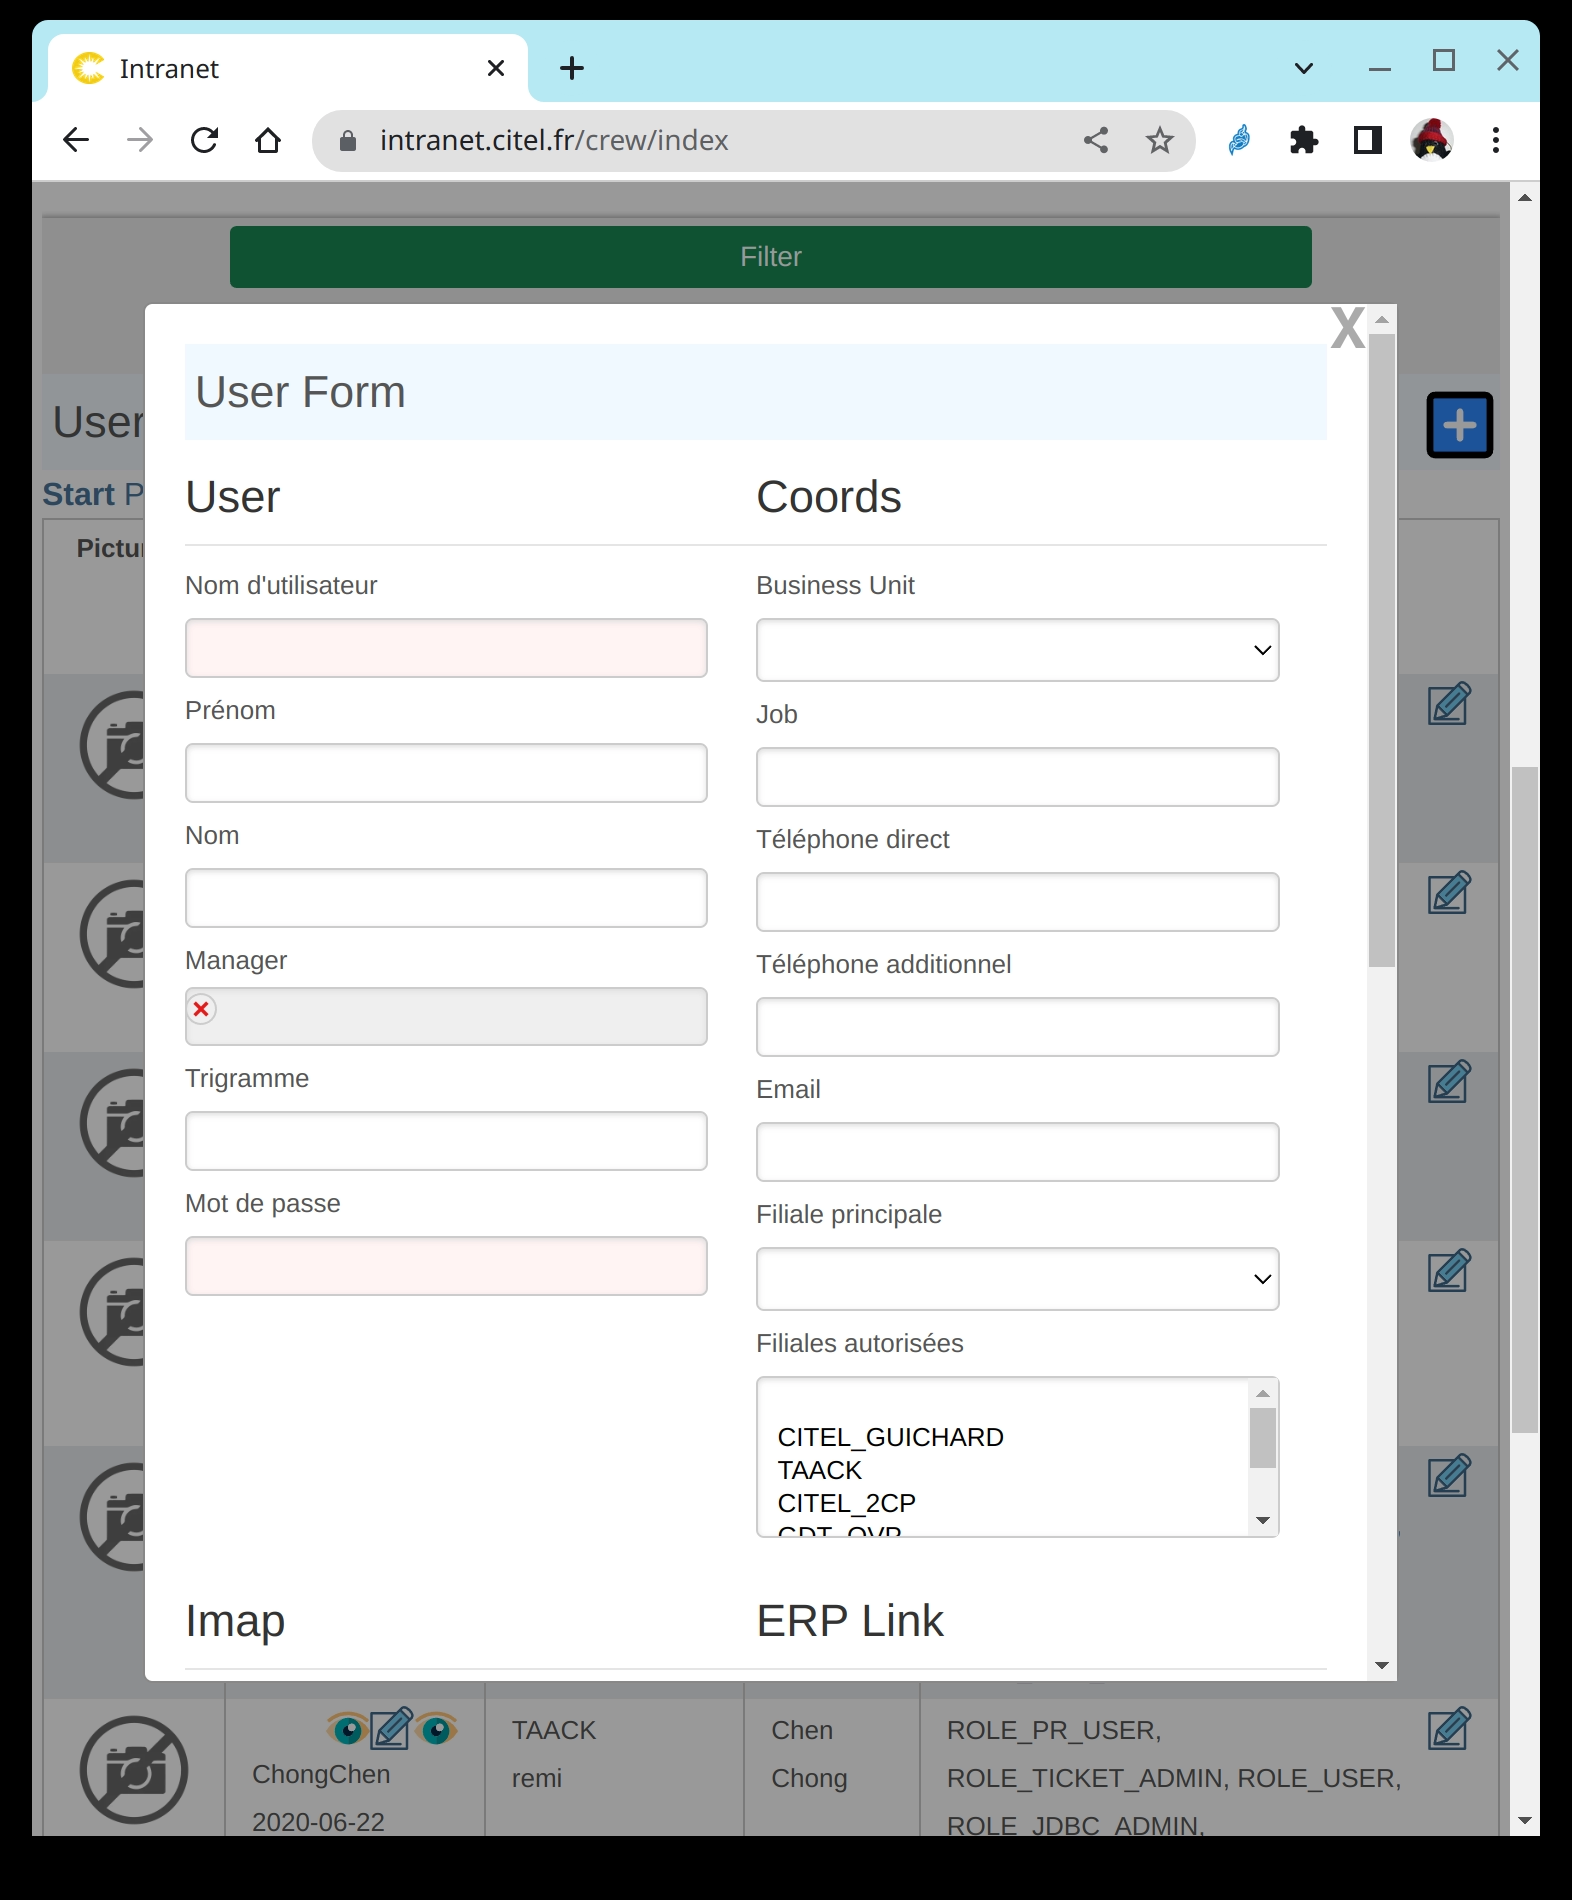 Intranet
intranet.citel.fr/crew/index
Filter
X
User Form
User
Start P
Pictu
User
Coords
Nom d'utilisateur
Business Unit
Prénom
Job
Nom
Téléphone direct
Manager
Téléphone additionnel
Trigramme
Email
Mot de passe
Filiale principale
Filiales autorisées
CITEL_GUICHARD
TAACK
CITEL_2CP
Imap
ERP Link
ChongChen
2020-06-22
TAACK
remi
Chen
Chong
ROLE_PR_USER,
ROLE_TICKET_ADMIN, ROLE_USER,
ROLE_JDBC_ADMIN,